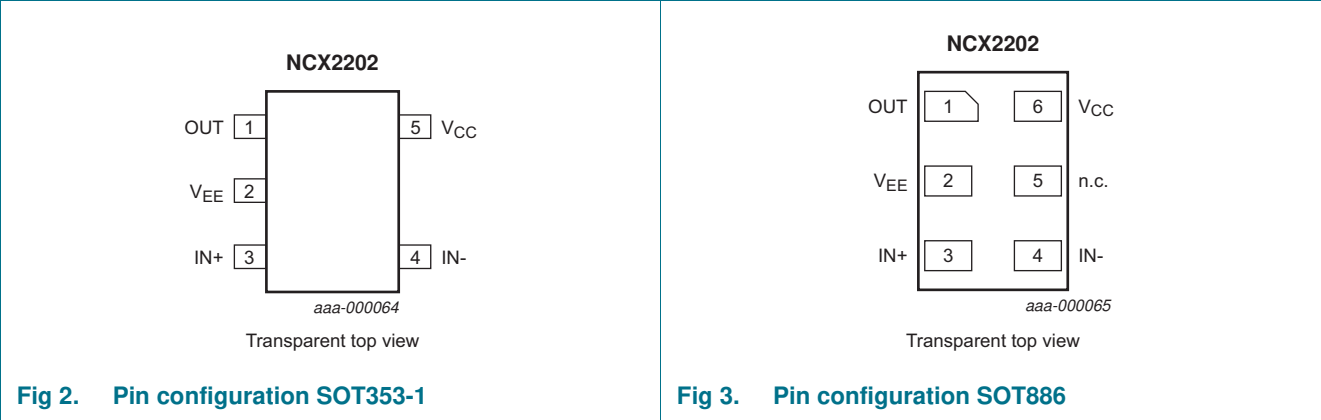 NCX2202
OUT 1
5 VCC
VEE 2
IN+ 3
4 IN-
aaa-000064
Transparent top view
Fig 2. Pin configuration SOT353-1
NCX2202
OUT 1
6 VCC
VEE 2
5 n.c.
IN+ 3
4 IN-
aaa-000065
Transparent top view
Fig 3. Pin configuration SOT886